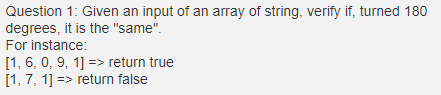 Question 1: Given an input of an array of string, verify if, turned 180
degrees, it is the "same".
For instance:
[1, 6, 0, 9, 1] => return true
[1, 7, 1] => return false